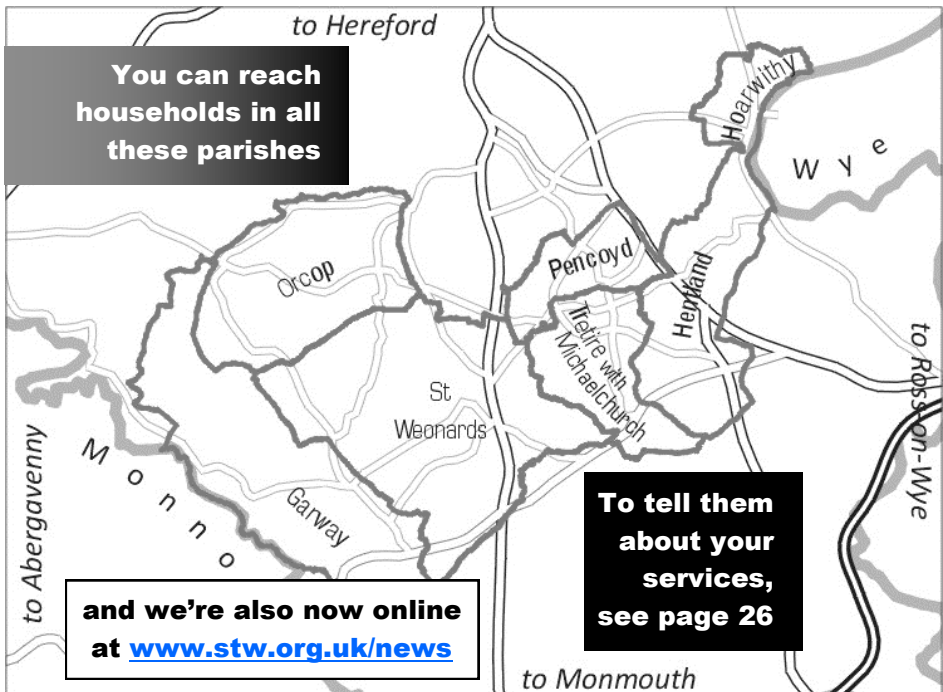 to Hereford
You can reach
households in all
these parishes
Hoarwithy
Wye
Orcop
Pencoyd
Hentland
Tretire with
Michaelchurch
St
Weonards
to Ross-on-Wye
to Abergavenny
Monno
Garway
To tell them
about your
services,
see page 26
and we’re also now online
at www.stw.org.uk/news
to Monmouth